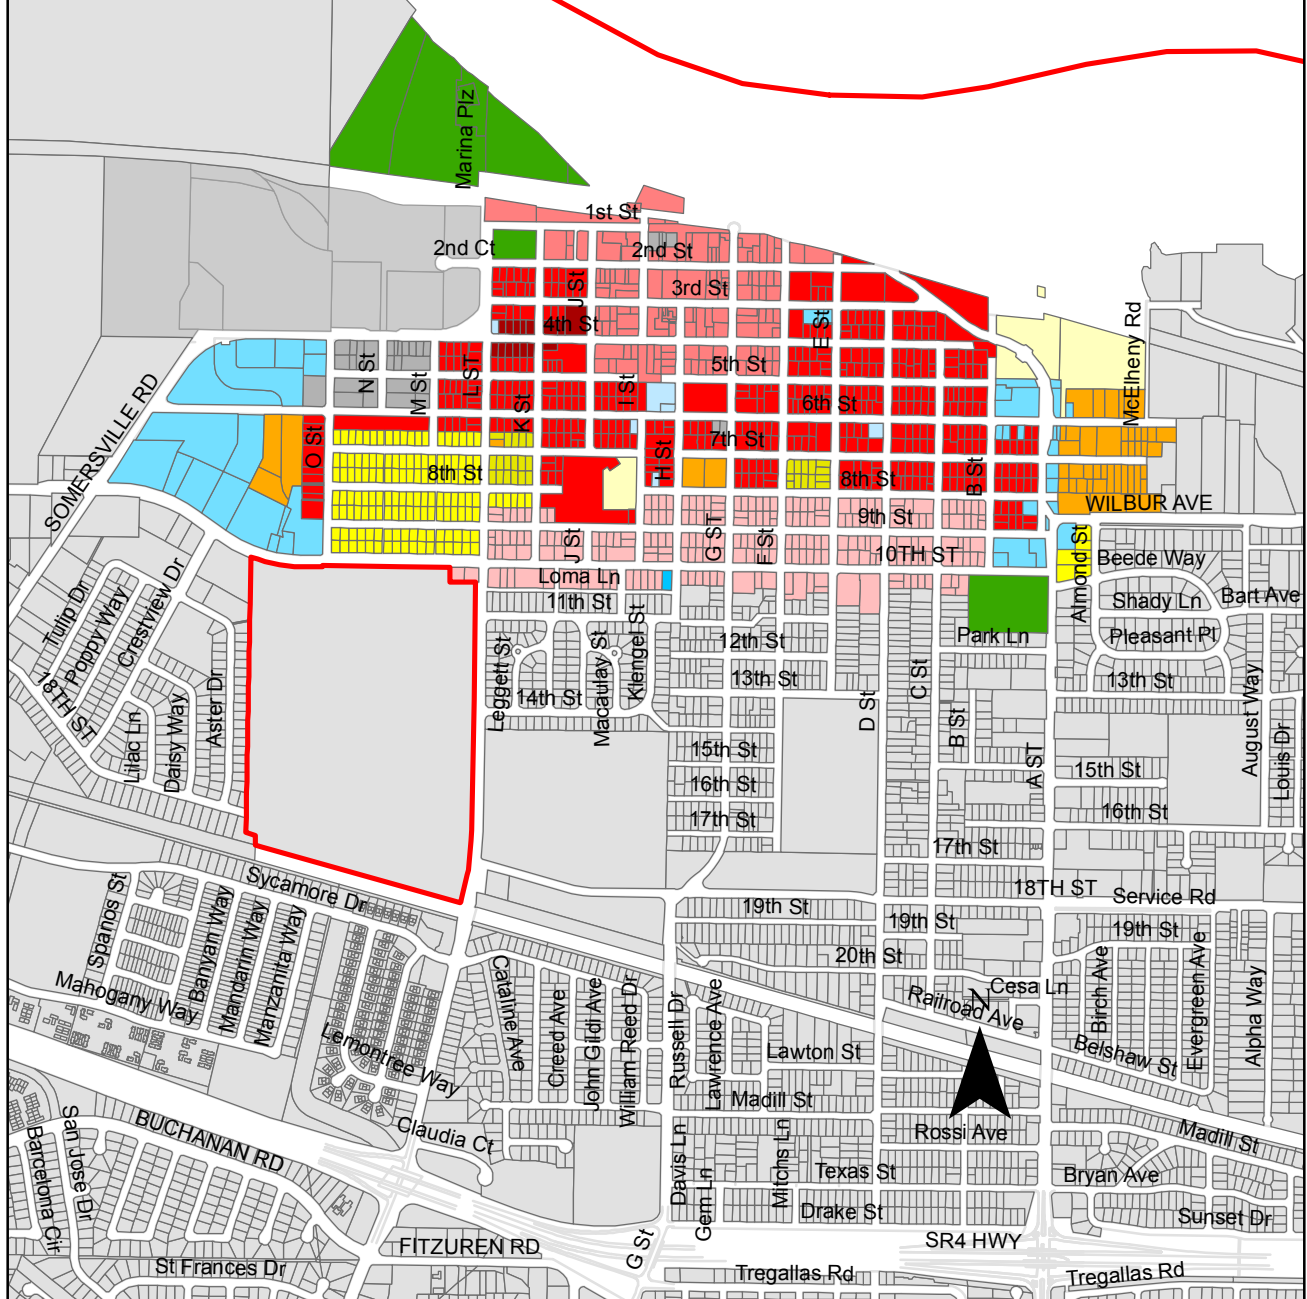 Marina Plz
1st St
2nd Ct
2nd St
J St
3rd St
4th St
E St
McElheny Rd
N St
M St
L ST
5th St
SOMERSVILLE RD
K St
I St
6th St
O St
7th St
H St
8th St
8th St
B St
WILBUR AVE
9th St
J St
G ST
F St
10TH ST
Almond St
Beede Way
Tulip Dr
Poppy Way
Crestview Dr
Loma Ln
11th St
Shady Ln
Bart Ave
Leggett St
Macaulay St
Klengel St
12th St
Park Ln
Pleasant Pl
18TH ST
Lilac Ln
Daisy Way
Aster Dr
14th St
13th St
D St
C St
B St
13th St
August Way
Louis Dr
15th St
A ST
15th St
16th St
16th St
17th St
17th St
Spanos St
Sycamore Dr
18TH ST
Service Rd
Banyan Way
Mandarin Way
Manzanita Way
19th St
19th St
19th St
20th St
Mahogany Way
Cataline Ave
Creed Ave
John Gildi Ave
William Reed Dr
Russell Dr
Lawrence Ave
N
Cesa Ln
Railroad Ave
Birch Ave
Evergreen Ave
Alpha Way
Lemontree Way
Lawton St
Belshaw St
Madill St
San Jose Dr
Barcelona Cir
BUCHANAN RD
Claudia Ct
Rossi Ave
Madill St
Davis Ln
Gem Ln
Mitchs Ln
Texas St
Bryan Ave
Drake St
Sunset Dr
FITZUREN RD
G St
SR4 HWY
St Frances Dr
Tregallas Rd
Tregallas Rd